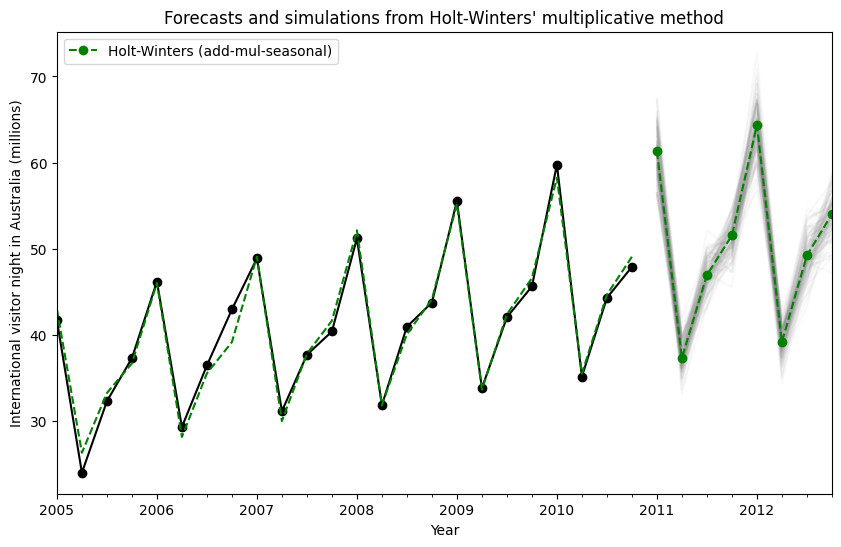 Forecasts and simulations from Holt-Winters' multiplicative method
Holt-Winters (add-mul-seasonal)
International visitor night in Australia (millions)
70
60
50
40
30
2005 2006 2007 2008 2009 2010 2011 2012
Year